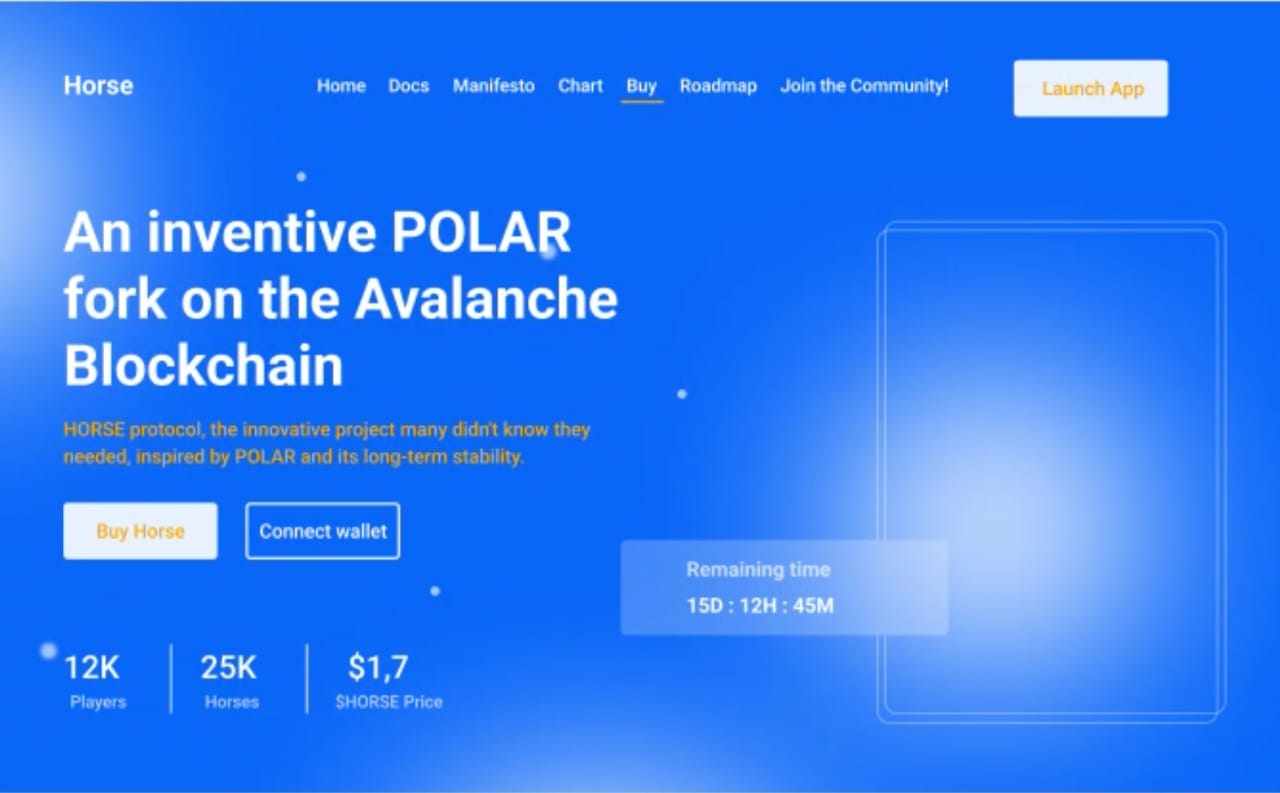 Horse
Home Docs Manifesto Chart Buy Roadmap Join the Community!
Launch App
An inventive POLAR
fork on the Avalanche
Blockchain
HORSE protocol, the innovative project many didn't know they
needed, inspired by POLAR and its long-term stability.
Buy Horse
Connect wallet
Remaining time
15D : 12H : 45M
12K
Players
25K
Horses
$1,7
$HORSE Price